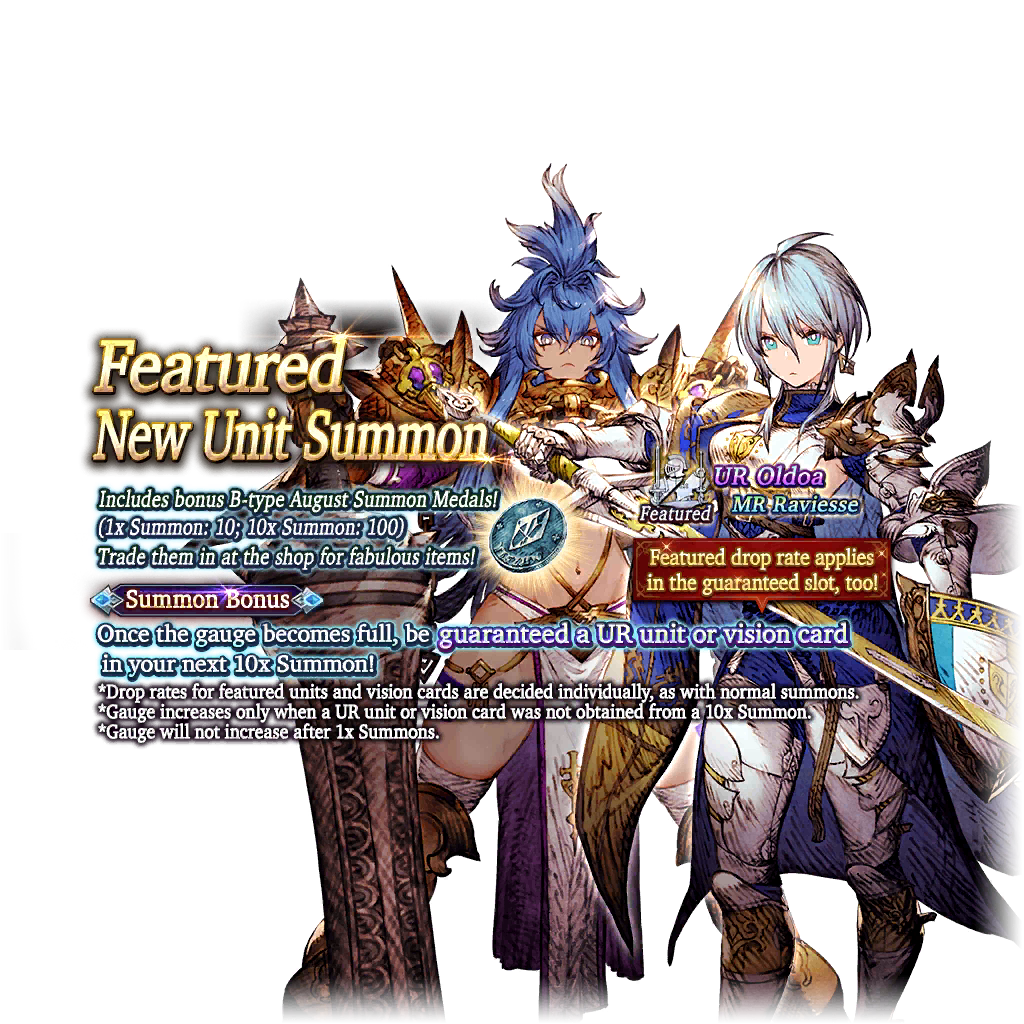 Featured
New Unit Summon
Includes bonus B-type August Summon Medals!
(1x Summon: 10; 10x Summon: 100)
Trade them in at the shop for fabulous items!
Featured
UR Oldoa
MR Raviesse
Featured drop rate applies
in the guaranteed slot, too!
Summon Bonus
Once the gauge becomes full, be guaranteed a UR unit or vision card
in your next 10x Summon!
*Drop rates for featured units and vision cards are decided individually, as with normal summons.
*Gauge increases only when a UR unit or vision card was not obtained from a 10x Summon.
*Gauge will not increase after 1x Summons.